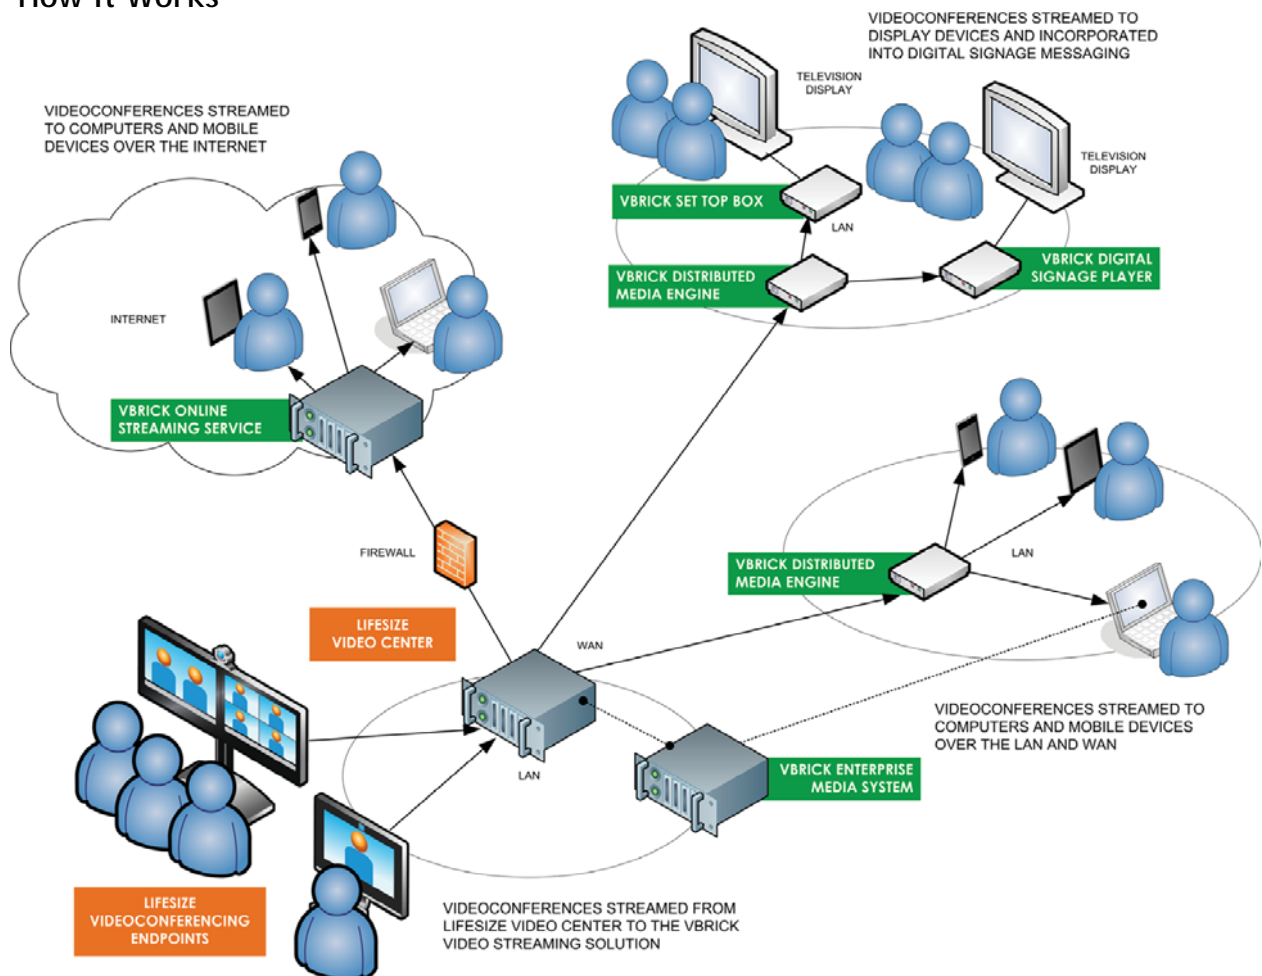 How It Works
VIDEOCONFERENCES STREAMED TO
DISPLAY DEVICES AND INCORPORATED
INTO DIGITAL SIGNAGE MESSAGING
TELEVISION
DISPLAY
VIDEOCONFERENCES STREAMED
TO COMPUTERS AND MOBILE
DEVICES OVER THE INTERNET
TELEVISION
DISPLAY
VBRICK SET TOP BOX
LAN
VBRICK DISTRIBUTED
MEDIA ENGINE
VBRICK DIGITAL
SIGNAGE PLAYER
INTERNET
VBRICK ONLINE
STREAMING SERVICE
FIREWALL
VBRICK DISTRIBUTED
MEDIA ENGINE
LAN
LIFESIZE
VIDEO CENTER
WAN
VIDEOCONFERENCES STREAMED TO
COMPUTERS AND MOBILE DEVICES
OVER THE LAN AND WAN
LAN
VBRICK ENTERPRISE
MEDIA SYSTEM
LIFESIZE
VIDEOCONFERENCING
ENDPOINTS
VIDEOCONFERENCES STREAMED FROM
LIFESIZE VIDEO CENTER TO THE VBRICK
VIDEO STREAMING SOLUTION